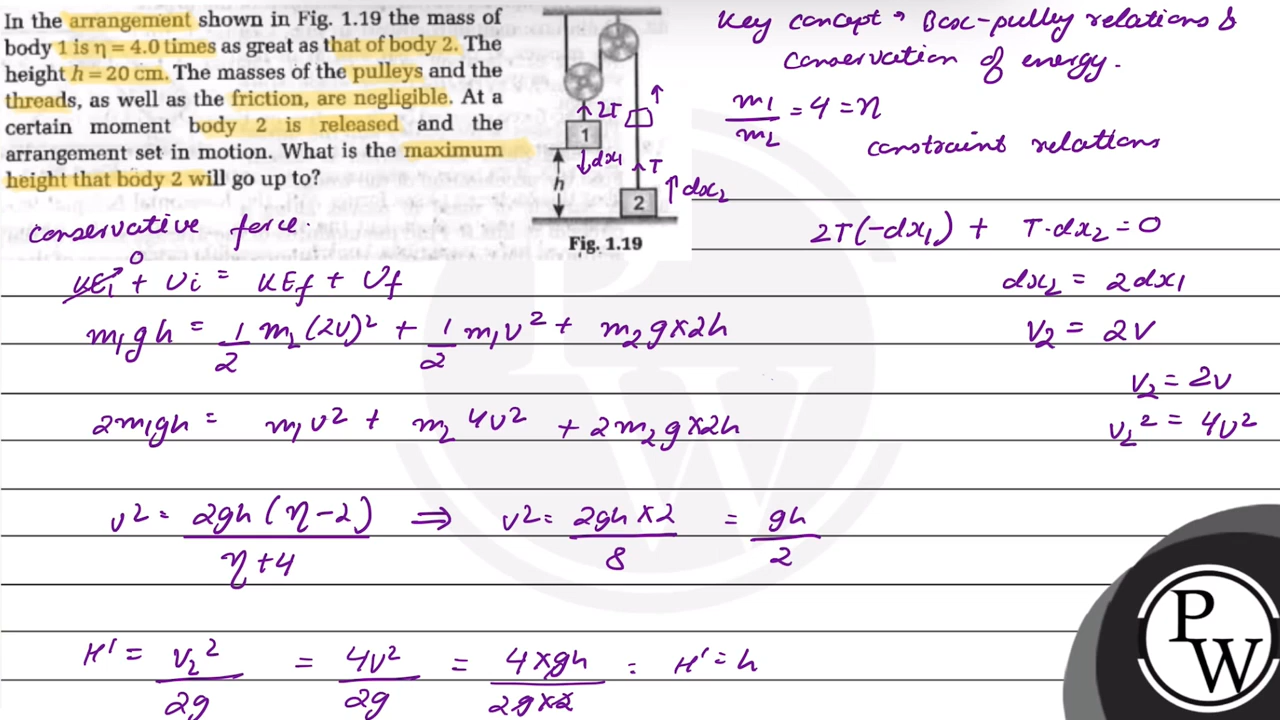 In the arrangement shown in Fig. 1.19 the mass of
body 1 is η = 4.0 times as great as that of body 2. The
height h = 20 cm. The masses of the pulleys and the
threads, as well as the friction, are negligible. At a
certain moment body 2 is released and the
arrangement set in motion. What is the maximum
height that body 2 will go up to?
2T
1
dx1
h
T
dx2
2
Fig. 1.19
Key concept → Basic-pulley relations &
conservation of energy.
m1/m2 = 4 = η
constraint relations
2T(-dx1) + T·dx2 = 0
dx2 = 2dx1
V2 = 2V
V2 = 2V
V2² = 4V²
conservative force.
KEi 0 + Ui = KEf + Uf
m1gh = 1/2 m2(2V)² + 1/2 m1V² + m2g×2h
2m1gh = m1V² + m2 4V² + 2m2g×2h
V² = 2gh(η-2)/η+4 ⇒ V² = 2gh×2/8 = gh/2
H' = V2²/2g = 4V²/2g = 4×gh/2g×2 = H' = h
P
W
PW